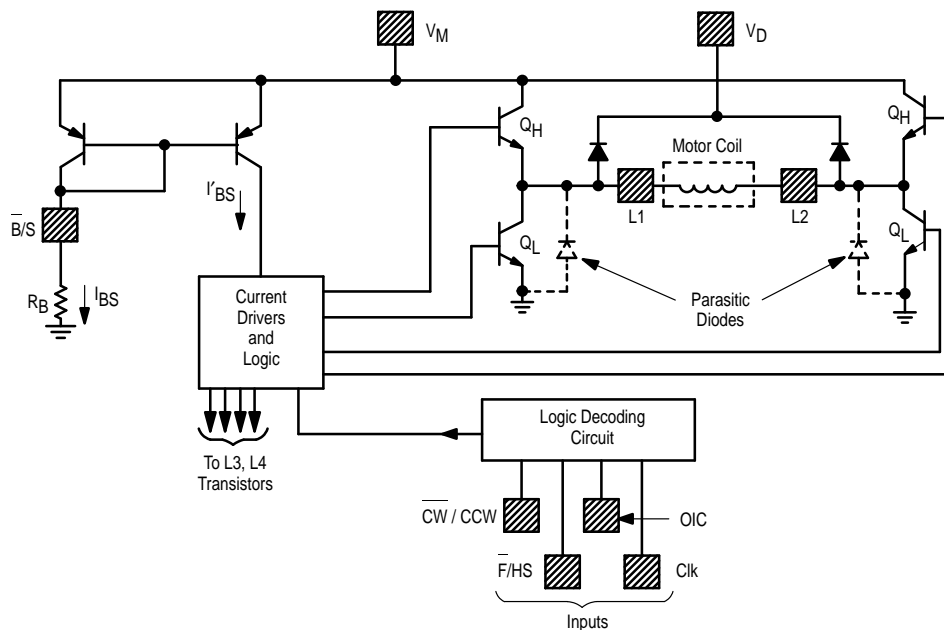 V_M
V_D
Q_H
Q_H
Motor Coil
I'_BS
L1
L2
B̅/S
Q_L
Q_L
R_B
I_BS
Current
Drivers
and
Logic
Parasitic
Diodes
Logic Decoding
Circuit
To L3, L4
Transistors
C̅W̅ / CCW
OIC
F̅/HS
Clk
Inputs